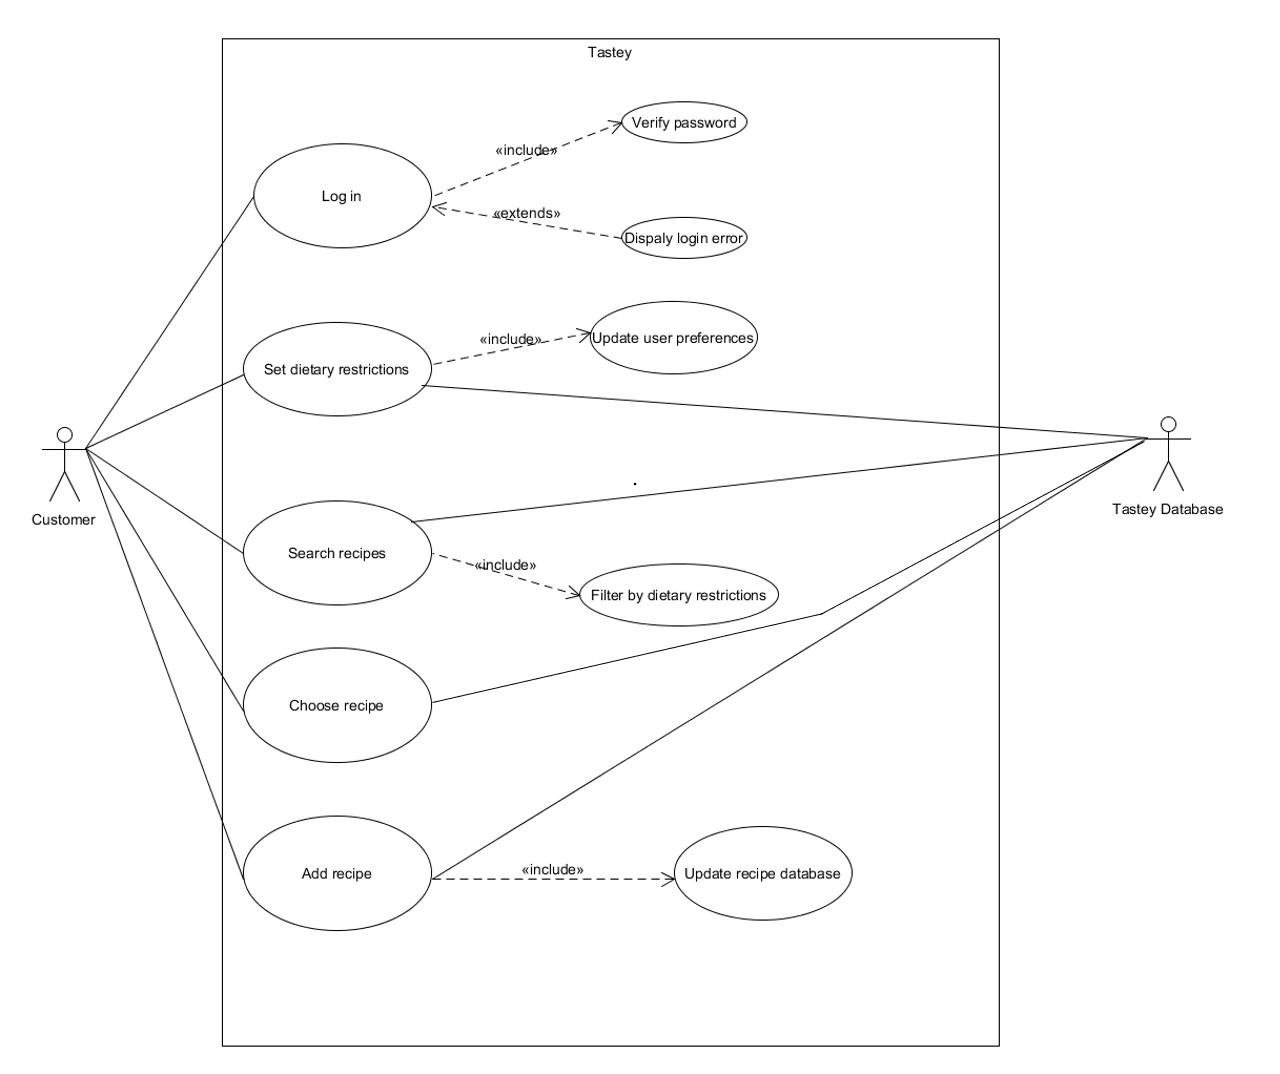 Tastey
Verify password
«include»
Log in
«extends»
Dispaly login error
Update user preferences
«include»
Set dietary restrictions
Customer
Tastey Database
Search recipes
«include»
Filter by dietary restrictions
Choose recipe
Add recipe
«include»
Update recipe database